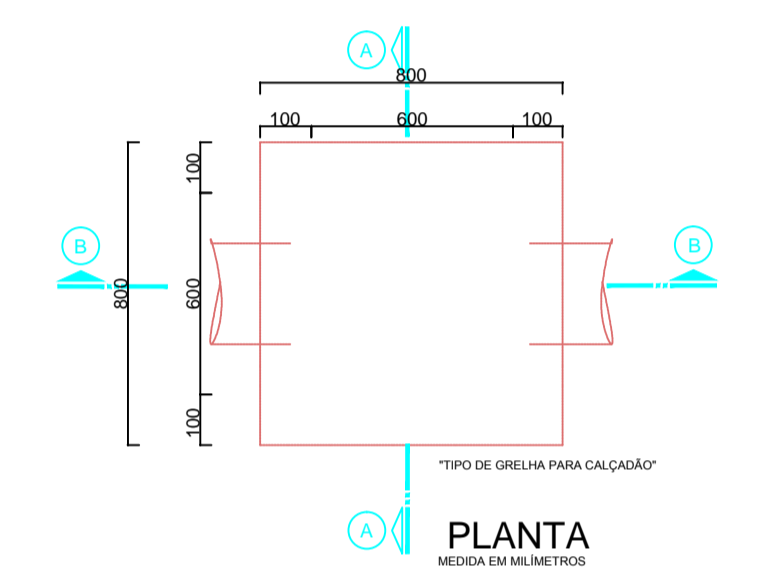 A
800
100 600 100
100
B
B
800
600
100
"TIPO DE GRELHA PARA CALÇADÃO"
A
PLANTA
MEDIDA EM MILÍMETROS